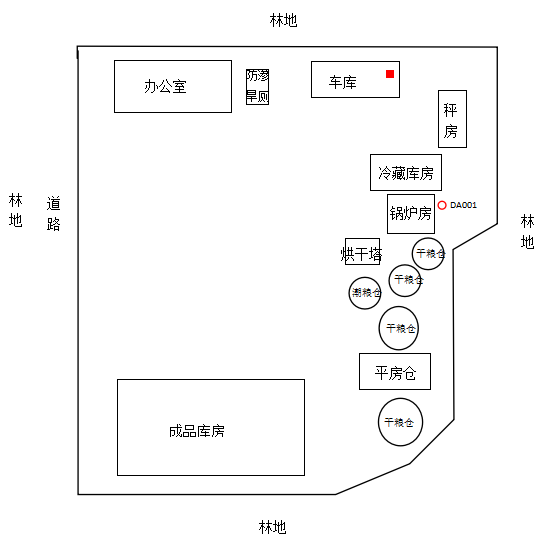 林地
办公室
防渗
旱厕
车库
秤
房
冷藏库房
林
地
道
路
锅炉房
DA001
林
地
烘干塔
干粮仓
干粮仓
潮粮仓
干粮仓
平房仓
成品库房
干粮仓
林地